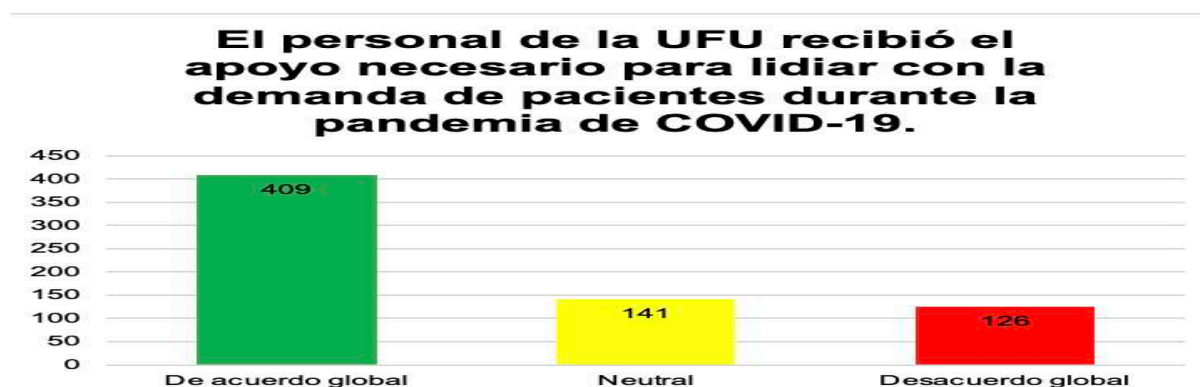 El personal de la UFU recibió el
apoyo necesario para lidiar con la
demanda de pacientes durante la
pandemia de COVID-19.
450
400
350
300
250
200
150
100
50
0
409
141
126
De acuerdo global
Neutral
Desacuerdo global